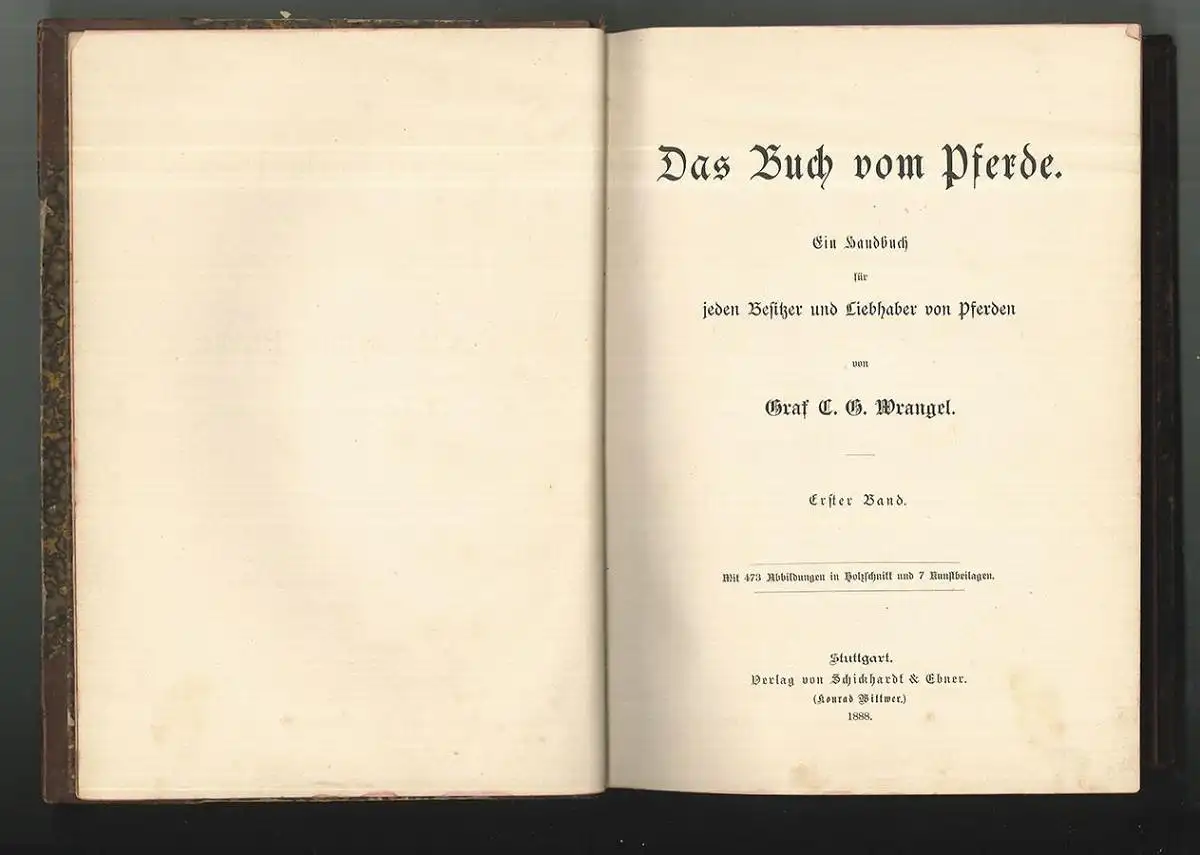 Das Buch vom Pferde.
Ein Handbuch
für
jeden Besitzer und Liebhaber von Pferden
von
Graf C. G. Wrangel.
Erster Band.
Mit 473 Abbildungen in Holzschnitt und 7 Kunstbeilagen.
Stuttgart.
Verlag von Schickhardt & Ebner.
(Konrad Wittwer.)
1888.